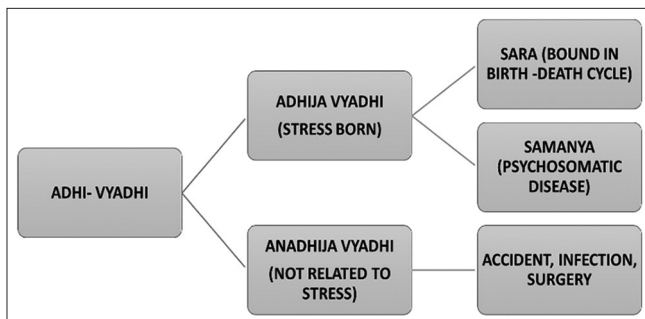 ADHI- VYADHI
ADHIJA VYADHI
(STRESS BORN)
SARA (BOUND IN
BIRTH -DEATH CYCLE)
SAMANYA
(PSYCHOSOMATIC
DISEASE)
ANADHIJA VYADHI
(NOT RELATED TO
STRESS)
ACCIDENT, INFECTION,
SURGERY